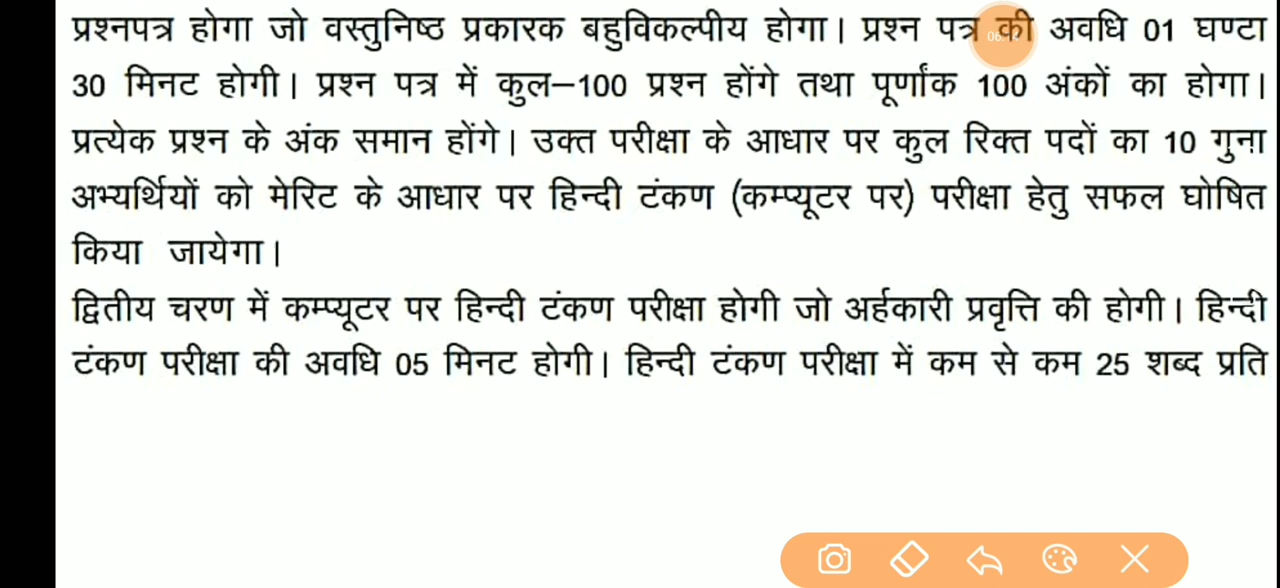 प्रश्नपत्र होगा जो वस्तुनिष्ठ प्रकारक बहुविकल्पीय होगा। प्रश्न पत्र की अवधि 01 घण्टा
30 मिनट होगी। प्रश्न पत्र में कुल–100 प्रश्न होंगे तथा पूर्णांक 100 अंकों का होगा।
प्रत्येक प्रश्न के अंक समान होंगे। उक्त परीक्षा के आधार पर कुल रिक्त पदों का 10 गुना
अभ्यर्थियों को मेरिट के आधार पर हिन्दी टंकण (कम्प्यूटर पर) परीक्षा हेतु सफल घोषित
किया जायेगा।
द्वितीय चरण में कम्प्यूटर पर हिन्दी टंकण परीक्षा होगी जो अर्हकारी प्रवृत्ति की होगी। हिन्दी
टंकण परीक्षा की अवधि 05 मिनट होगी। हिन्दी टंकण परीक्षा में कम से कम 25 शब्द प्रति